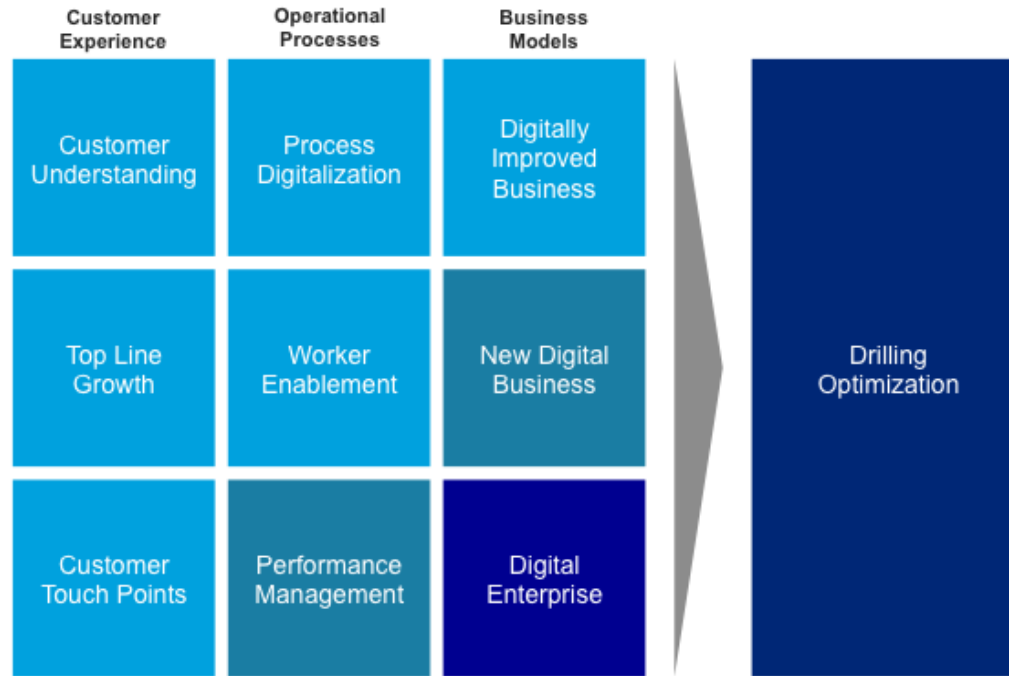 Customer
Experience
Operational
Processes
Business
Models
Customer
Understanding
Process
Digitalization
Digitally
Improved
Business
Top Line
Growth
Worker
Enablement
New Digital
Business
Drilling
Optimization
Customer
Touch Points
Performance
Management
Digital
Enterprise